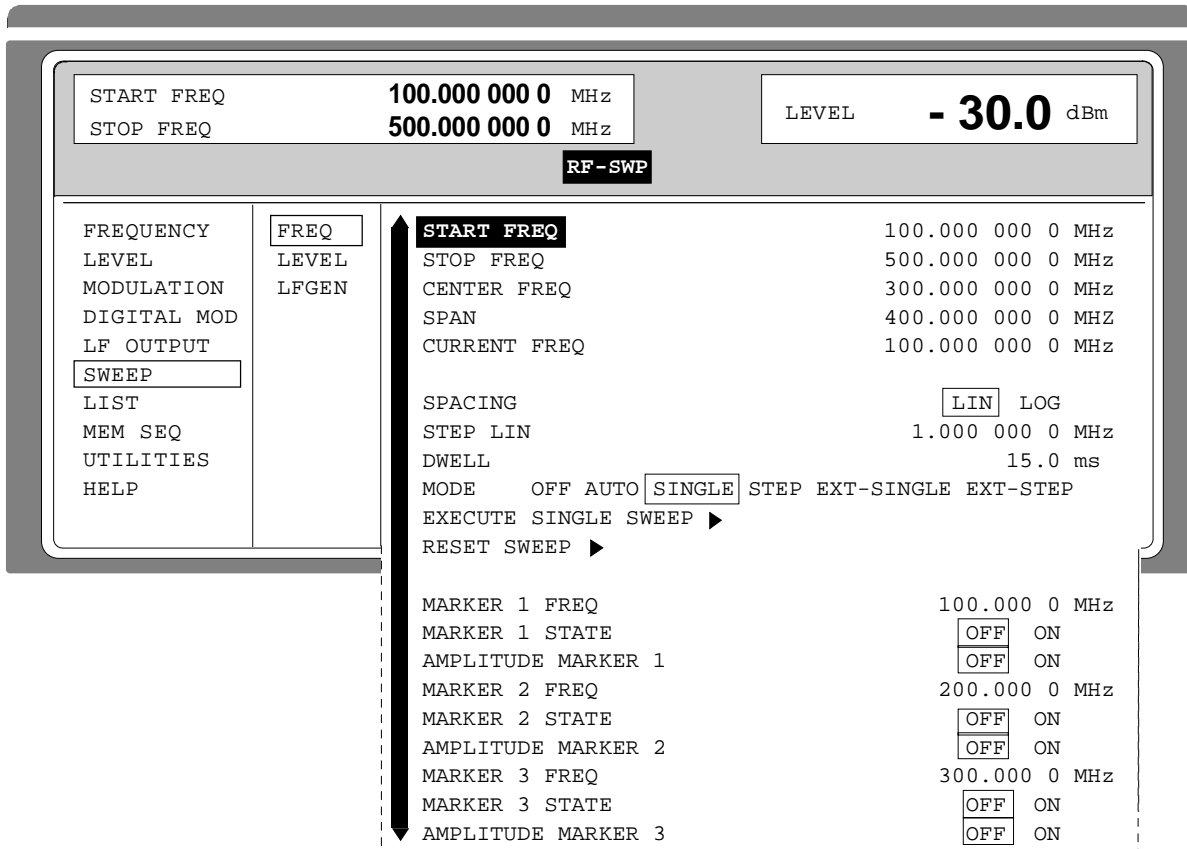 START FREQ 100.000 000 0 MHz
STOP FREQ 500.000 000 0 MHz
LEVEL - 30.0 dBm
RF-SWP
FREQUENCY
LEVEL
MODULATION
DIGITAL MOD
LF OUTPUT
SWEEP
LIST
MEM SEQ
UTILITIES
HELP
FREQ
LEVEL
LFGEN
START FREQ 100.000 000 0 MHz
STOP FREQ 500.000 000 0 MHz
CENTER FREQ 300.000 000 0 MHz
SPAN 400.000 000 0 MHZ
CURRENT FREQ 100.000 000 0 MHz
SPACING LIN LOG
STEP LIN 1.000 000 0 MHz
DWELL 15.0 ms
MODE OFF AUTO SINGLE STEP EXT-SINGLE EXT-STEP
EXECUTE SINGLE SWEEP
RESET SWEEP
MARKER 1 FREQ 100.000 0 MHz
MARKER 1 STATE OFF ON
AMPLITUDE MARKER 1 OFF ON
MARKER 2 FREQ 200.000 0 MHz
MARKER 2 STATE OFF ON
AMPLITUDE MARKER 2 OFF ON
MARKER 3 FREQ 300.000 0 MHz
MARKER 3 STATE OFF ON
AMPLITUDE MARKER 3 OFF ON